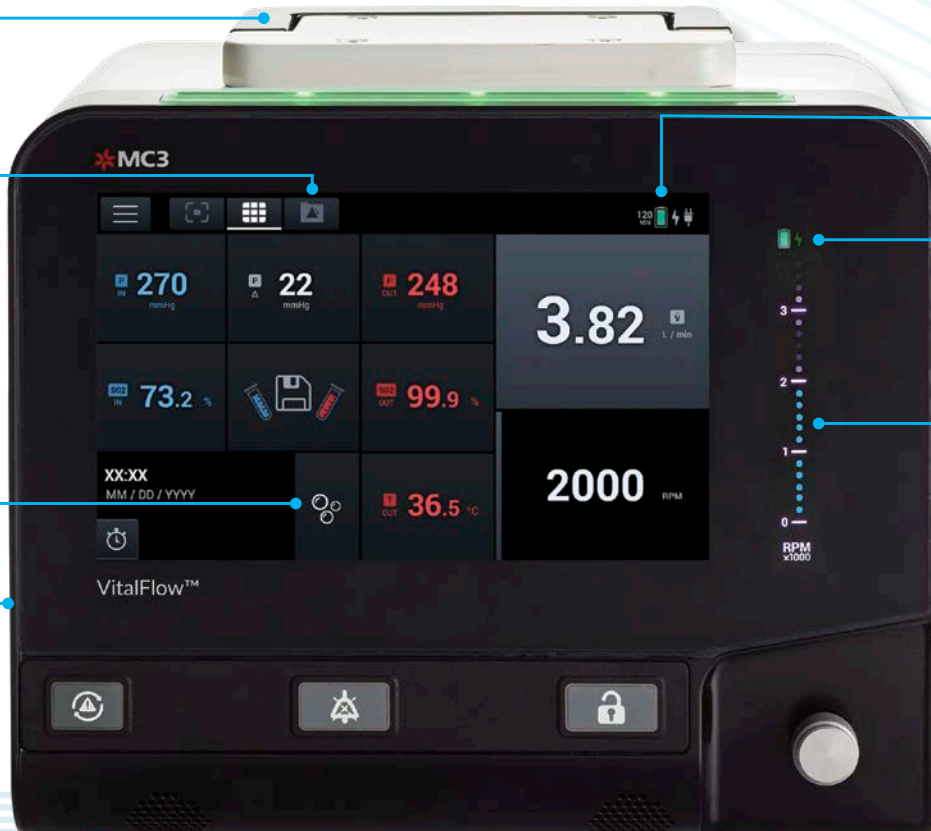 MC3
120
MIN
P
IN
270
mmHg
P
Δ
22
mmHg
P
OUT
248
mmHg
3.82
V̇
L / min
SO2
IN
73.2 %
SO2
OUT
99.9 %
XX:XX
MM / DD / YYYY
T
OUT
36.5 °C
2000 RPM
3
2
1
0
RPM
x1000
VitalFlow™